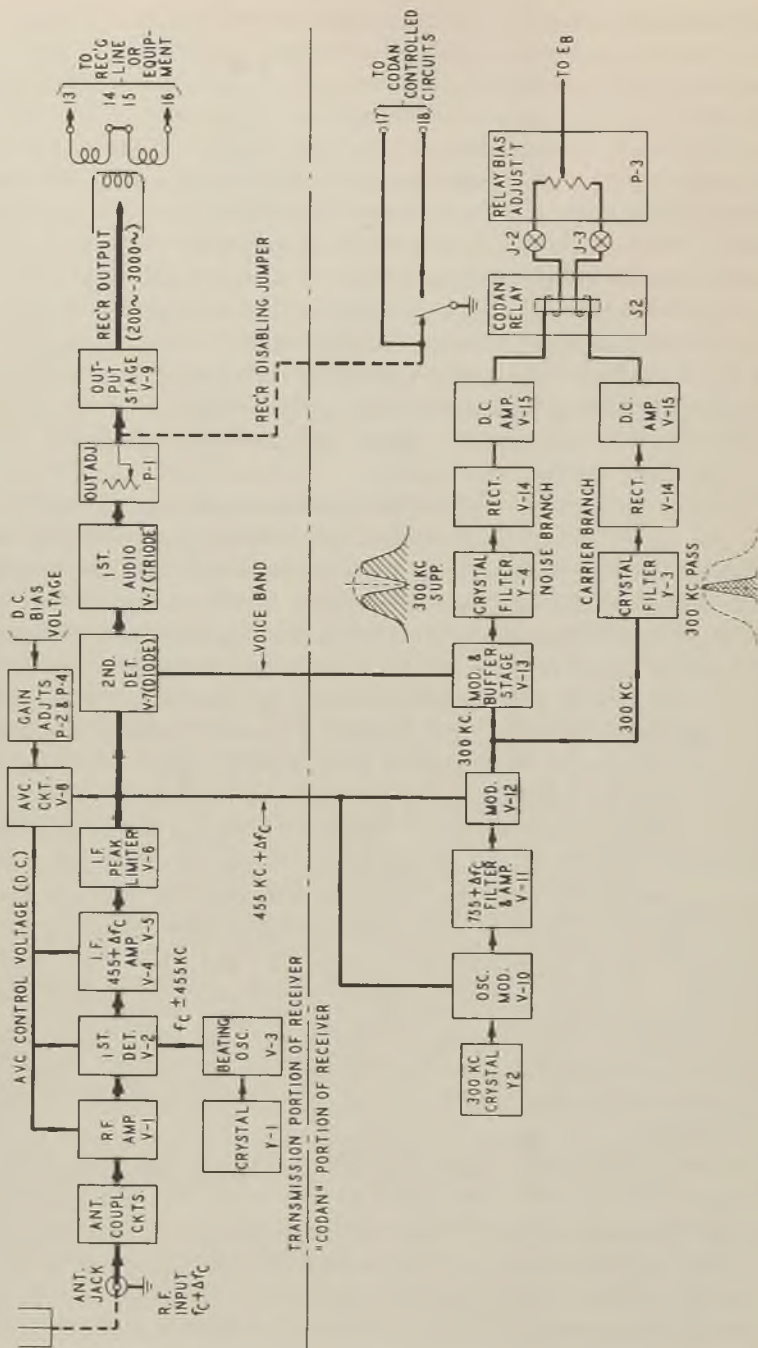 ANT.
JACK
R.F.
INPUT
fC+ΔfC
ANT.
COUPL
CKTS.
R.F.
AMP
V-1
1 ST.
DET.
V-2
I.F.
455+ΔfC
AMP
V-4 V-5
I.F.
PEAK
LIMITER
V-6
2ND.
DET.
V-7(DIODE)
1ST.
AUDIO
V-7(TRIODE)
OUT ADJ
P-1
OUT-
PUT
STAGE
V-9
REC'R OUTPUT
(200~-3000~)
13
14
15
16
TO
REC'G
LINE
OR
EQUIP-
MENT
AVC CONTROL VOLTAGE (D.C.)
AVC.
CKT.
V-8
GAIN
ADJ'TS
P-2 & P-4
D.C.
BIAS
VOLTAGE
CRYSTAL
Y-1
BEATING
OSC.
V-3
fC ± 455KC
REC'R DISABLING JUMPER
TRANSMISSION PORTION OF RECEIVER
"CODAN" PORTION OF RECEIVER
455 KC.+ΔfC
VOICE BAND
300 KC
CRYSTAL
Y2
OSC.
MOD.
V-10
755+ΔfC
FILTER
& AMP.
V-11
MOD.
V-12
300 KC.
300 KC.
MOD. &
BUFFER
STAGE
V-13
300 KC
SUPP.
CRYSTAL
FILTER
Y-4
RECT.
V-14
D.C.
AMP.
V-15
NOISE BRANCH
CARRIER BRANCH
CRYSTAL
FILTER
Y-3
300 KC PASS
RECT.
V-14
D.C.
AMP.
V-15
CODAN
RELAY
S2
J-2
J-3
RELAY BIAS
ADJUST'T
P-3
TO EB
17
18
TO
CODAN
CONTROLLED
CIRCUITS